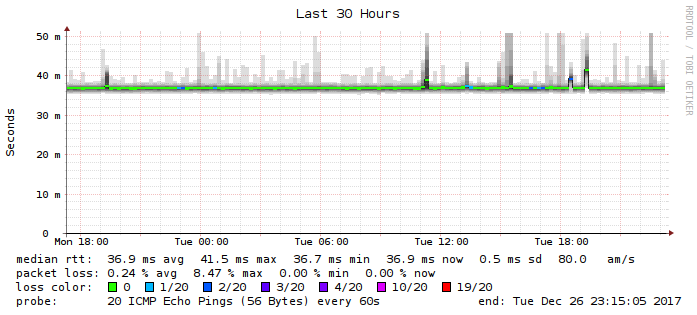 Last 30 Hours
RRDTOOL / TOBI OETIKER
Seconds
50 m
40 m
30 m
20 m
10 m
0
Mon 18:00 Tue 00:00 Tue 06:00 Tue 12:00 Tue 18:00
median rtt: 36.9 ms avg 41.5 ms max 36.7 ms min 36.9 ms now 0.5 ms sd 80.0 am/s
packet loss: 0.24 % avg 8.47 % max 0.00 % min 0.00 % now
loss color: 0 1/20 2/20 3/20 4/20 10/20 19/20
probe: 20 ICMP Echo Pings (56 Bytes) every 60s end: Tue Dec 26 23:15:05 2017